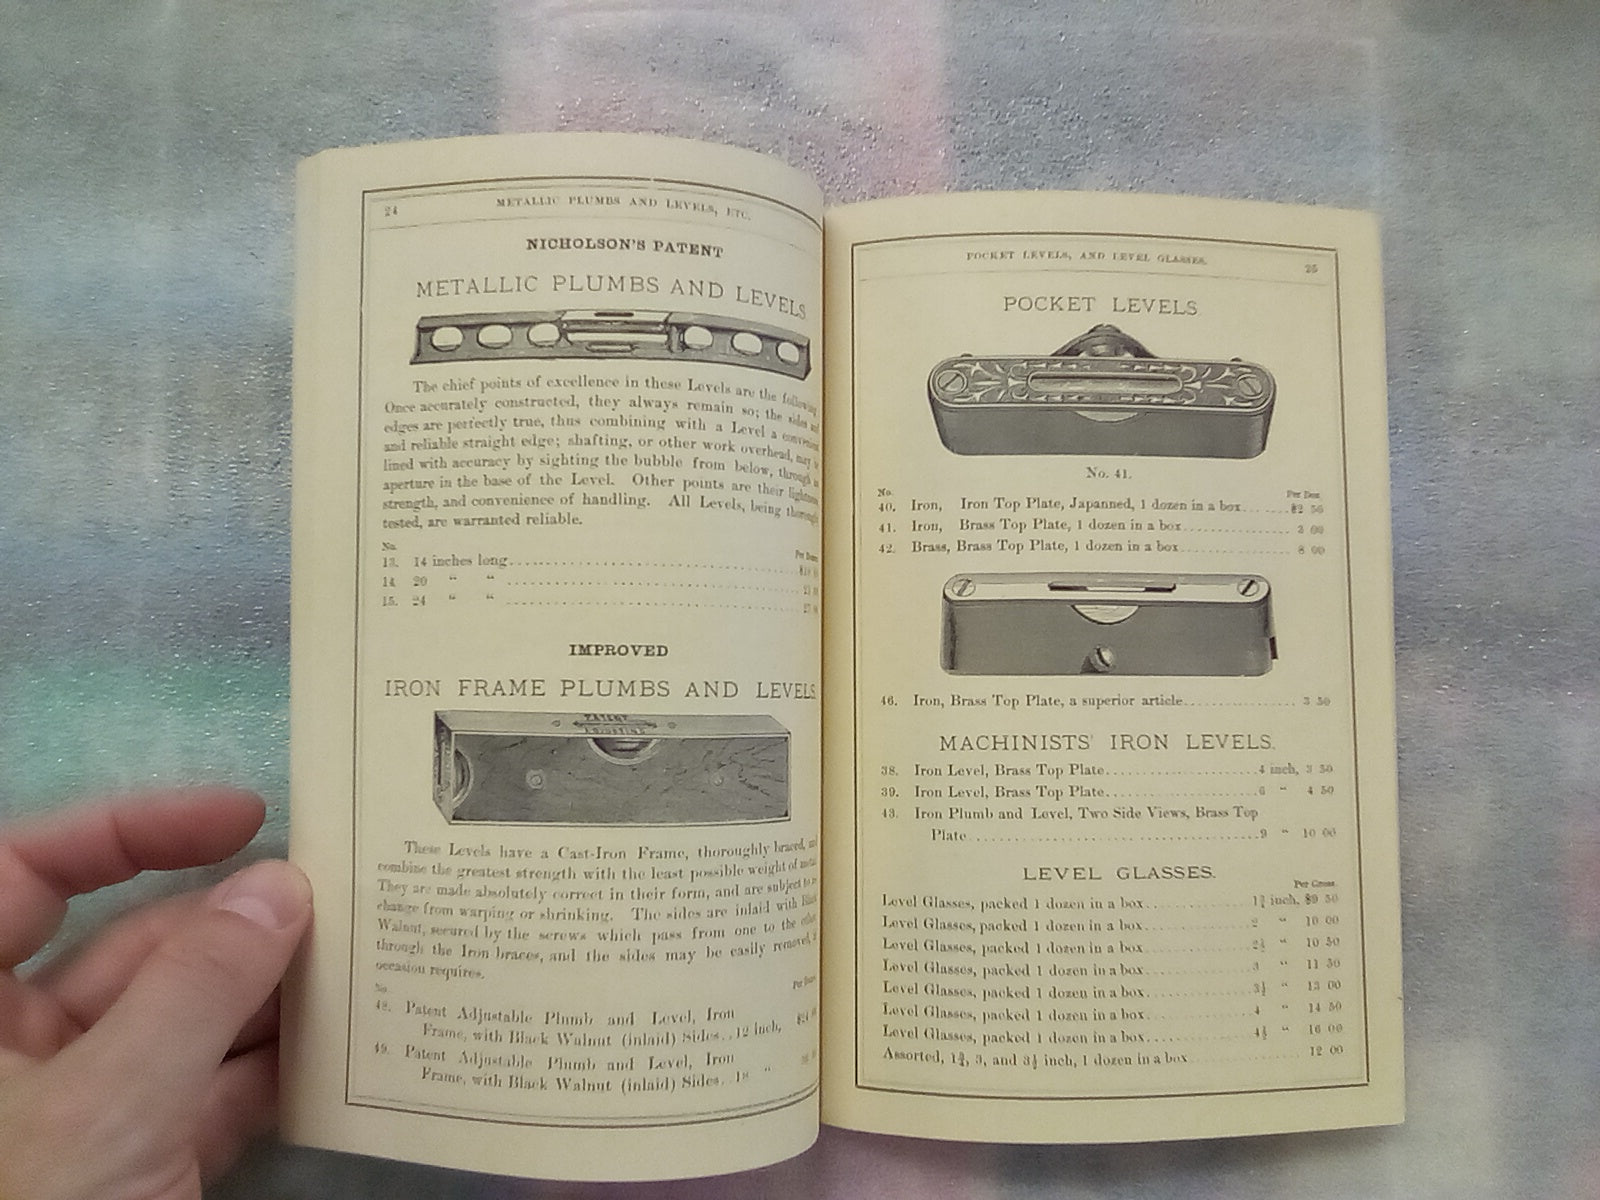 24
METALLIC PLUMBS AND LEVELS, ETC.
NICHOLSON'S PATENT
METALLIC PLUMBS AND LEVELS.
The chief points of excellence in these Levels are the following
Once accurately constructed, they always remain so; the sides and
edges are perfectly true, thus combining with a Level a convenient
and reliable straight edge; shafting, or other work overhead, may
lined with accuracy by sighting the bubble from below, through
aperture in the base of the Level. Other points are their
strength, and convenience of handling. All Levels, being
tested, are warranted reliable.
No.
13. 14 inches long
14. 20 " "
15. 24 " "
IMPROVED
IRON FRAME PLUMBS AND LEVELS.
PATENT
ADJUSTING
These Levels have a Cast-Iron Frame, thoroughly braced,
combine the greatest strength with the least possible weight of metal
They are made absolutely correct in their form, and are subject to
change from warping or shrinking. The sides are inlaid with Black
Walnut, secured by the screws which pass from one to the other
through the Iron braces, and the sides may be easily removed,
occasion requires.
No.
48. Patent Adjustable Plumb and Level, Iron
Frame, with Black Walnut (inlaid) Sides.. 12 inch,
49. Patent Adjustable Plumb and Level, Iron
Frame, with Black Walnut (inlaid) Sides.. 18 "
POCKET LEVELS, AND LEVEL GLASSES.
25
POCKET LEVELS.
No. 41.
No. Per Doz.
40. Iron, Iron Top Plate, Japanned, 1 dozen in a box $2 50
41. Iron, Brass Top Plate, 1 dozen in a box 3 00
42. Brass, Brass Top Plate, 1 dozen in a box 8 00
46. Iron, Brass Top Plate, a superior article 3 50
MACHINISTS' IRON LEVELS.
38. Iron Level, Brass Top Plate 4 inch, 3 50
39. Iron Level, Brass Top Plate 6 " 4 50
43. Iron Plumb and Level, Two Side Views, Brass Top
Plate 9 " 10 00
LEVEL GLASSES.
Per Gross.
Level Glasses, packed 1 dozen in a box 1¾ inch, $9 50
Level Glasses, packed 1 dozen in a box 2 " 10 00
Level Glasses, packed 1 dozen in a box 2½ " 10 50
Level Glasses, packed 1 dozen in a box 3 " 11 50
Level Glasses, packed 1 dozen in a box 3½ " 13 00
Level Glasses, packed 1 dozen in a box 4 " 14 50
Level Glasses, packed 1 dozen in a box 4½ " 16 00
Assorted, 1¾, 3, and 3½ inch, 1 dozen in a box 12 00